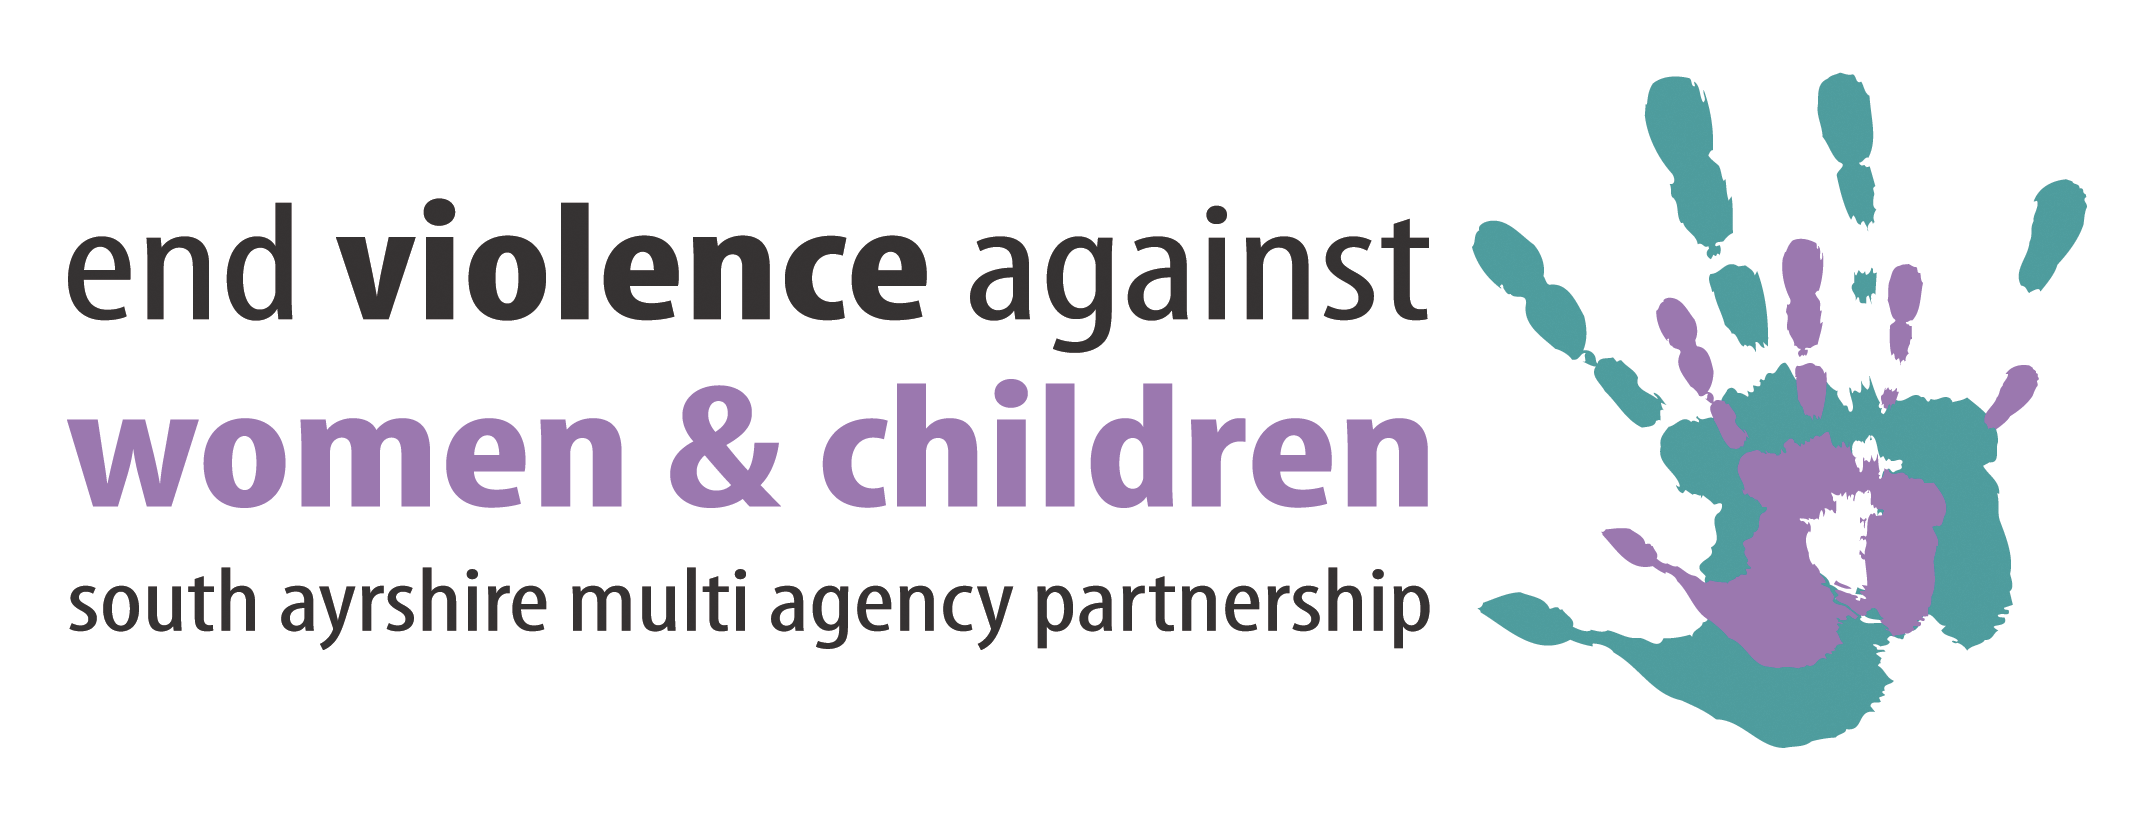 end violence against
women & children
south ayrshire multi agency partnership